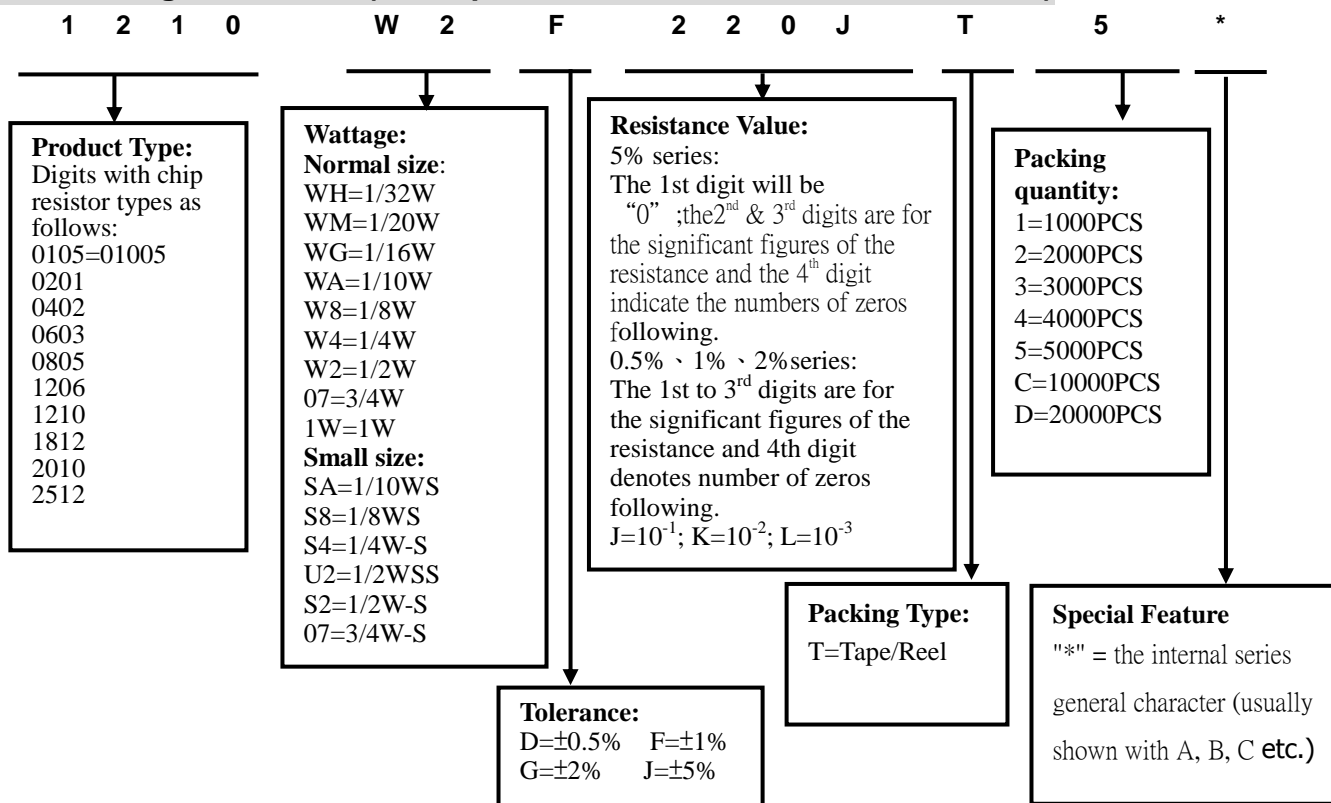 1 2 1 0 W 2 F 2 2 0 J T 5 *
Product Type:
Digits with chip
resistor types as
follows:
0105=01005
0201
0402
0603
0805
1206
1210
1812
2010
2512
Wattage:
Normal size:
WH=1/32W
WM=1/20W
WG=1/16W
WA=1/10W
W8=1/8W
W4=1/4W
W2=1/2W
07=3/4W
1W=1W
Small size:
SA=1/10WS
S8=1/8WS
S4=1/4W-S
U2=1/2WSS
S2=1/2W-S
07=3/4W-S
Resistance Value:
5% series:
The 1st digit will be
“0” ;the2nd & 3rd digits are for
the significant figures of the
resistance and the 4th digit
indicate the numbers of zeros
following.
0.5%、1%、2%series:
The 1st to 3rd digits are for
the significant figures of the
resistance and 4th digit
denotes number of zeros
following.
J=10-1; K=10-2; L=10-3
Packing
quantity:
1=1000PCS
2=2000PCS
3=3000PCS
4=4000PCS
5=5000PCS
C=10000PCS
D=20000PCS
Tolerance:
D=±0.5% F=±1%
G=±2% J=±5%
Packing Type:
T=Tape/Reel
Special Feature
"*" = the internal series
general character (usually
shown with A, B, C etc.)